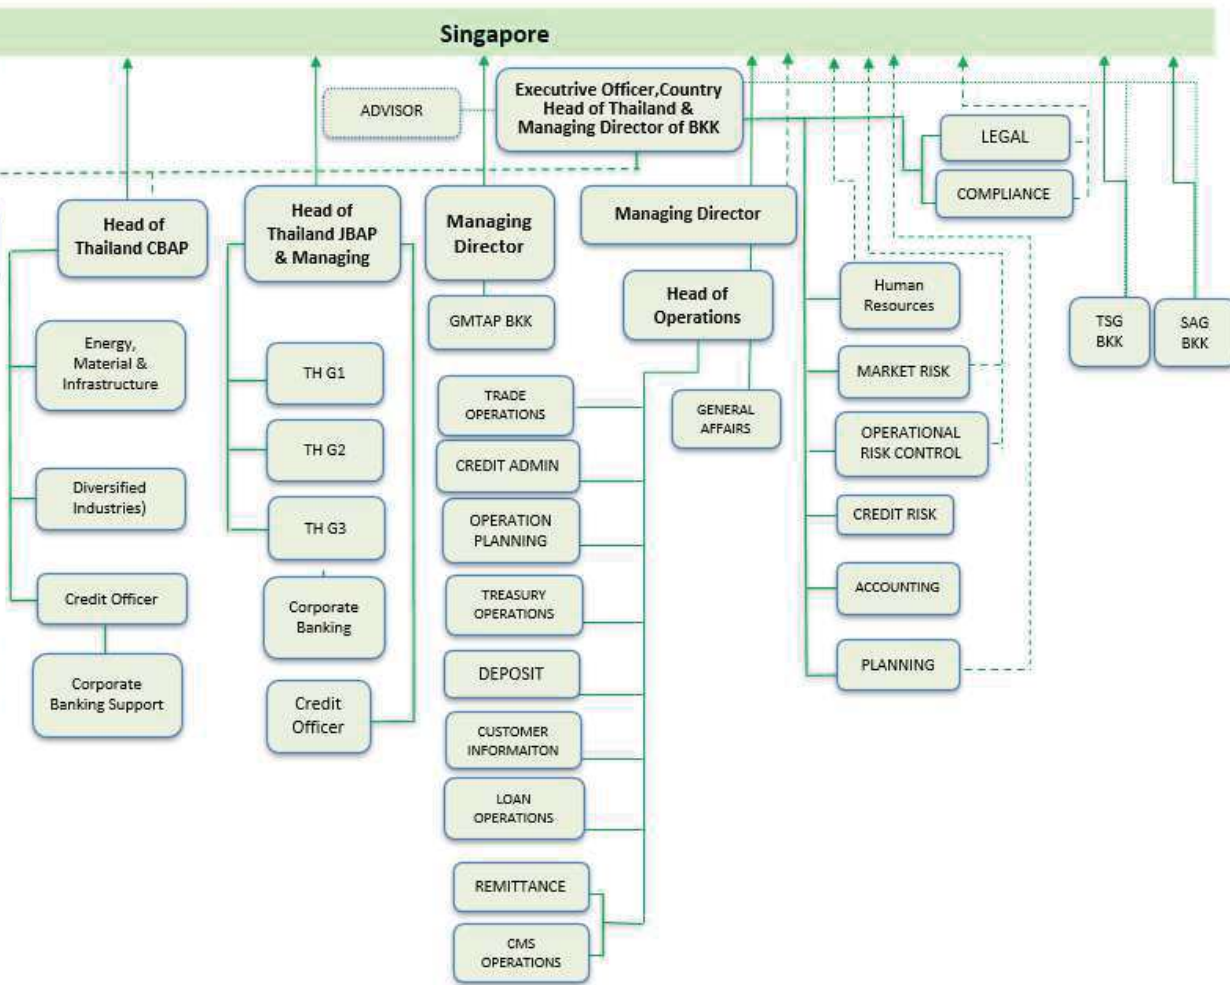 Singapore
ADVISOR
Executrive Officer,Country
Head of Thailand &
Managing Director of BKK
LEGAL
COMPLIANCE
Head of
Thailand CBAP
Head of
Thailand JBAP
& Managing
Managing
Director
Managing Director
GMTAP BKK
Head of
Operations
Human
Resources
TSG
BKK
SAG
BKK
Energy,
Material &
Infrastructure
TH G1
TRADE
OPERATIONS
GENERAL
AFFAIRS
MARKET RISK
TH G2
CREDIT ADMIN
OPERATIONAL
RISK CONTROL
Diversified
Industries)
TH G3
OPERATION
PLANNING
CREDIT RISK
Credit Officer
Corporate
Banking
TREASURY
OPERATIONS
ACCOUNTING
Corporate
Banking Support
Credit
Officer
DEPOSIT
PLANNING
CUSTOMER
INFORMAITON
LOAN
OPERATIONS
REMITTANCE
CMS
OPERATIONS